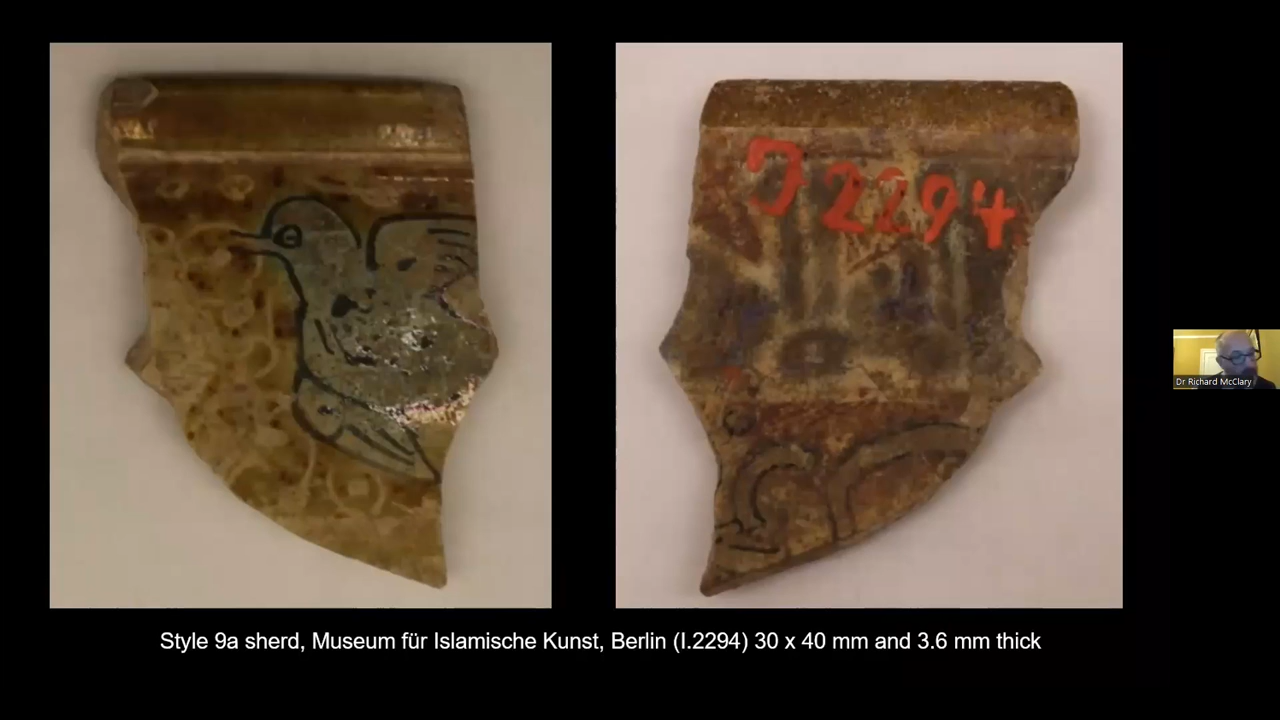 J 2294
Style 9a sherd, Museum für Islamische Kunst, Berlin (I.2294) 30 x 40 mm and 3.6 mm thick
Dr Richard McClary